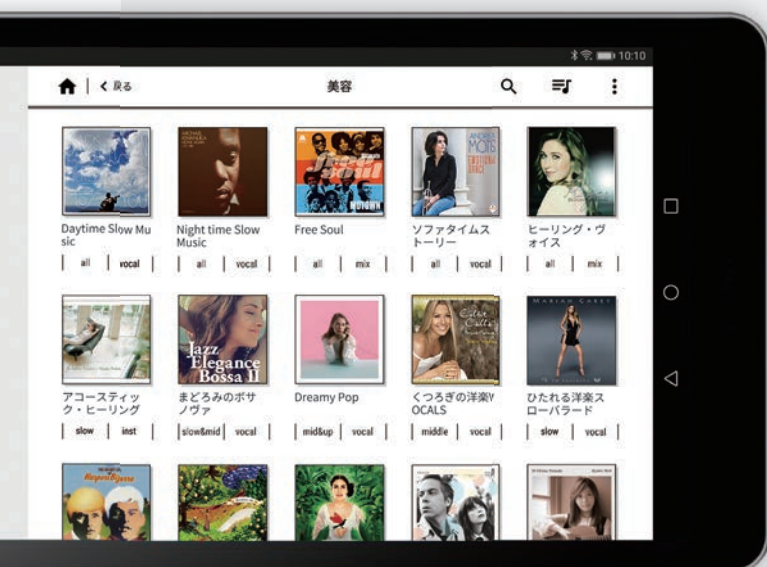 10:10
戻る
美容
Daytime Slow Mu
sic
all vocal
Night time Slow
Music
all vocal
Free Soul
all mix
ソファタイムス
トーリー
all vocal
ヒーリング・ヴ
ォイス
all mix
MOTOWN
MARIAH CAREY
Jazz
Elegance
Bossa II
アコースティッ
ク・ヒーリング
slow inst
まどろみのボサ
ノヴァ
slow&mid vocal
Dreamy Pop
mid&up vocal
くつろぎの洋楽V
OCALS
middle vocal
ひたれる洋楽ス
ローバラード
slow vocal
Harpers Bizarre